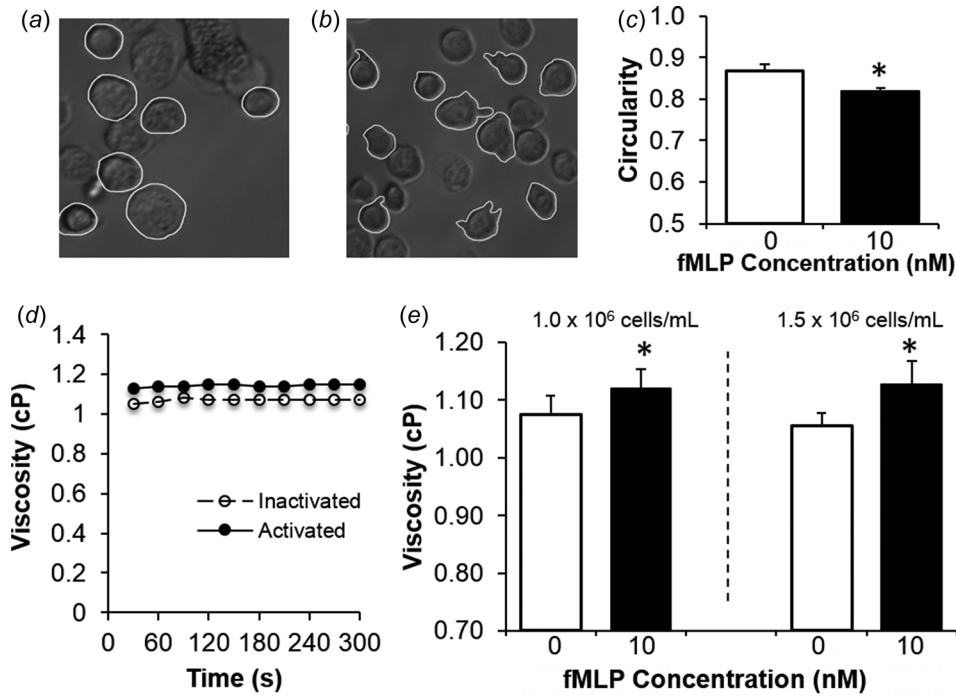 (a)
(b)
(c)
Circularity
0.9
0.8
0.7
0.6
0.5
*
0
10
fMLP Concentration (nM)
(d)
Viscosity (cP)
1.4
1.2
1
0.8
0.6
0.4
0.2
0
Inactivated
Activated
0 60 120 180 240 300
Time (s)
(e)
1.0 x 10⁶ cells/mL
1.5 x 10⁶ cells/mL
Viscosity (cP)
1.20
1.10
1.00
0.90
0.80
0.70
*
*
0 10 0 10
fMLP Concentration (nM)